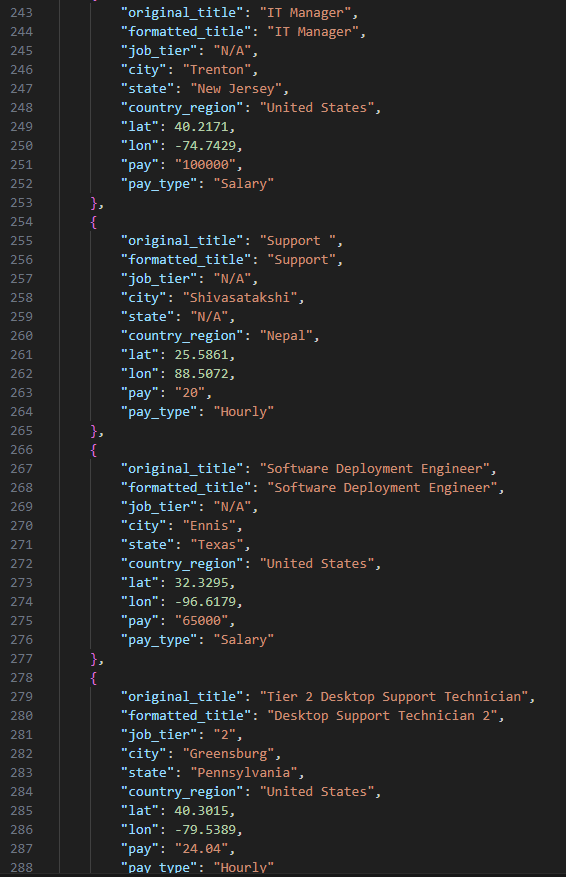 243 "original_title": "IT Manager",
244 "formatted_title": "IT Manager",
245 "job_tier": "N/A",
246 "city": "Trenton",
247 "state": "New Jersey",
248 "country_region": "United States",
249 "lat": 40.2171,
250 "lon": -74.7429,
251 "pay": "100000",
252 "pay_type": "Salary"
253 },
254 {
255 "original_title": "Support ",
256 "formatted_title": "Support",
257 "job_tier": "N/A",
258 "city": "Shivasatakshi",
259 "state": "N/A",
260 "country_region": "Nepal",
261 "lat": 25.5861,
262 "lon": 88.5072,
263 "pay": "20",
264 "pay_type": "Hourly"
265 },
266 {
267 "original_title": "Software Deployment Engineer",
268 "formatted_title": "Software Deployment Engineer",
269 "job_tier": "N/A",
270 "city": "Ennis",
271 "state": "Texas",
272 "country_region": "United States",
273 "lat": 32.3295,
274 "lon": -96.6179,
275 "pay": "65000",
276 "pay_type": "Salary"
277 },
278 {
279 "original_title": "Tier 2 Desktop Support Technician",
280 "formatted_title": "Desktop Support Technician 2",
281 "job_tier": "2",
282 "city": "Greensburg",
283 "state": "Pennsylvania",
284 "country_region": "United States",
285 "lat": 40.3015,
286 "lon": -79.5389,
287 "pay": "24.04",
288 "pay_type": "Hourly"